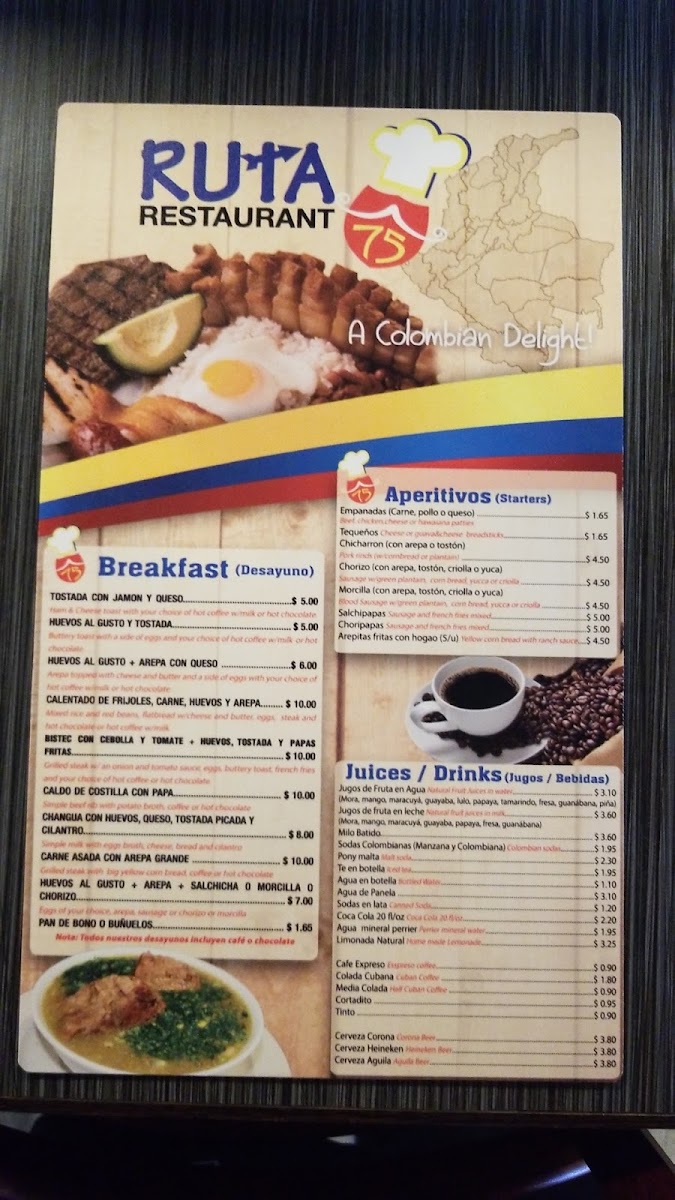 RUTA
RESTAURANT
75
A Colombian Delight!
75
Aperitivos (Starters)
Empanadas (Carne, pollo o queso) $ 1.65
Beef, chicken, cheese or hawaiana patties
Tequeños Cheese or guava&cheese breadsticks $ 1.65
Chicharron (con arepa o tostón)
Pork rinds (w/cornbread or plantain) $ 4.50
Chorizo (con arepa, tostón, criolla o yuca)
Sausage w/green plantain, corn bread, yucca or criolla $ 4.50
Morcilla (con arepa, tostón, criolla o yuca)
Blood Sausage w/green plantain, corn bread, yucca or criolla $ 4.50
Salchipapas Sausage and french fries mixed $ 5.00
Choripapas Sausage and french fries mixed $ 5.00
Arepitas fritas con hogao (5/u) Yellow corn bread with ranch sauce $ 4.50
75
Breakfast (Desayuno)
TOSTADA CON JAMON Y QUESO $ 5.00
Ham & Cheese toast with your choice of hot coffee w/milk or hot chocolate
HUEVOS AL GUSTO Y TOSTADA $ 5.00
Buttery toast with a side of eggs and your choice of hot coffee w/milk or hot
chocolate
HUEVOS AL GUSTO + AREPA CON QUESO $ 6.00
Arepa topped with cheese and butter and a side of eggs with your choice of
hot coffee w/milk or hot chocolate
CALENTADO DE FRIJOLES, CARNE, HUEVOS Y AREPA $ 10.00
Mixed rice and red beans, flatbread w/cheese and butter, eggs, steak and
hot chocolate or hot coffee w/milk
BISTEC CON CEBOLLA Y TOMATE + HUEVOS, TOSTADA Y PAPAS
FRITAS $ 10.00
Grilled steak w/ an onion and tomato sauce, eggs, buttery toast, french fries
and your choice of hot coffee or hot chocolate
CALDO DE COSTILLA CON PAPA $ 10.00
Simple beef rib with potato broth, coffee or hot chocolate
CHANGUA CON HUEVOS, QUESO, TOSTADA PICADA Y
CILANTRO $ 8.00
Simple milk with eggs broth, cheese, bread and cilantro
CARNE ASADA CON AREPA GRANDE $ 10.00
Grilled steak with big yellow corn bread, coffee or hot chocolate
HUEVOS AL GUSTO + AREPA + SALCHICHA O MORCILLA O
CHORIZO $ 7.00
Eggs of your choice, arepa, sausage or chorizo or morcilla
PAN DE BONO O BUÑUELOS $ 1.65
Nota: Todos nuestros desayunos incluyen café o chocolate
Juices / Drinks (Jugos / Bebidas)
Jugos de Fruta en Agua Natural Fruit Juices in water $ 3.10
(Mora, mango, maracuyá, guayaba, lulo, papaya, tamarindo, fresa, guanábana, piña)
Jugos de fruta en leche Natural fruit juices in milk $ 3.60
(Mora, mango, maracuyá, guayaba, papaya, fresa, guanábana)
Milo Batido $ 3.60
Sodas Colombianas (Manzana y Colombiana) Colombian sodas $ 1.95
Pony malta Malt soda $ 2.30
Te en botella Iced tea $ 1.95
Agua en botella Bottled Water $ 1.10
Agua de Panela $ 3.10
Sodas en lata Canned Soda $ 1.20
Coca Cola 20 fl/oz Coca Cola 20 fl/oz $ 2.20
Agua mineral perrier Perrier mineral water $ 1.95
Limonada Natural Home made Lemonade $ 3.25
Cafe Expreso Espreso coffee $ 0.90
Colada Cubana Cuban Coffee $ 1.80
Media Colada Half Cuban Coffee $ 0.90
Cortadito $ 0.95
Tinto $ 0.90
Cerveza Corona Corona Beer $ 3.80
Cerveza Heineken Heineken Beer $ 3.80
Cerveza Aguila Aguila Beer $ 3.80